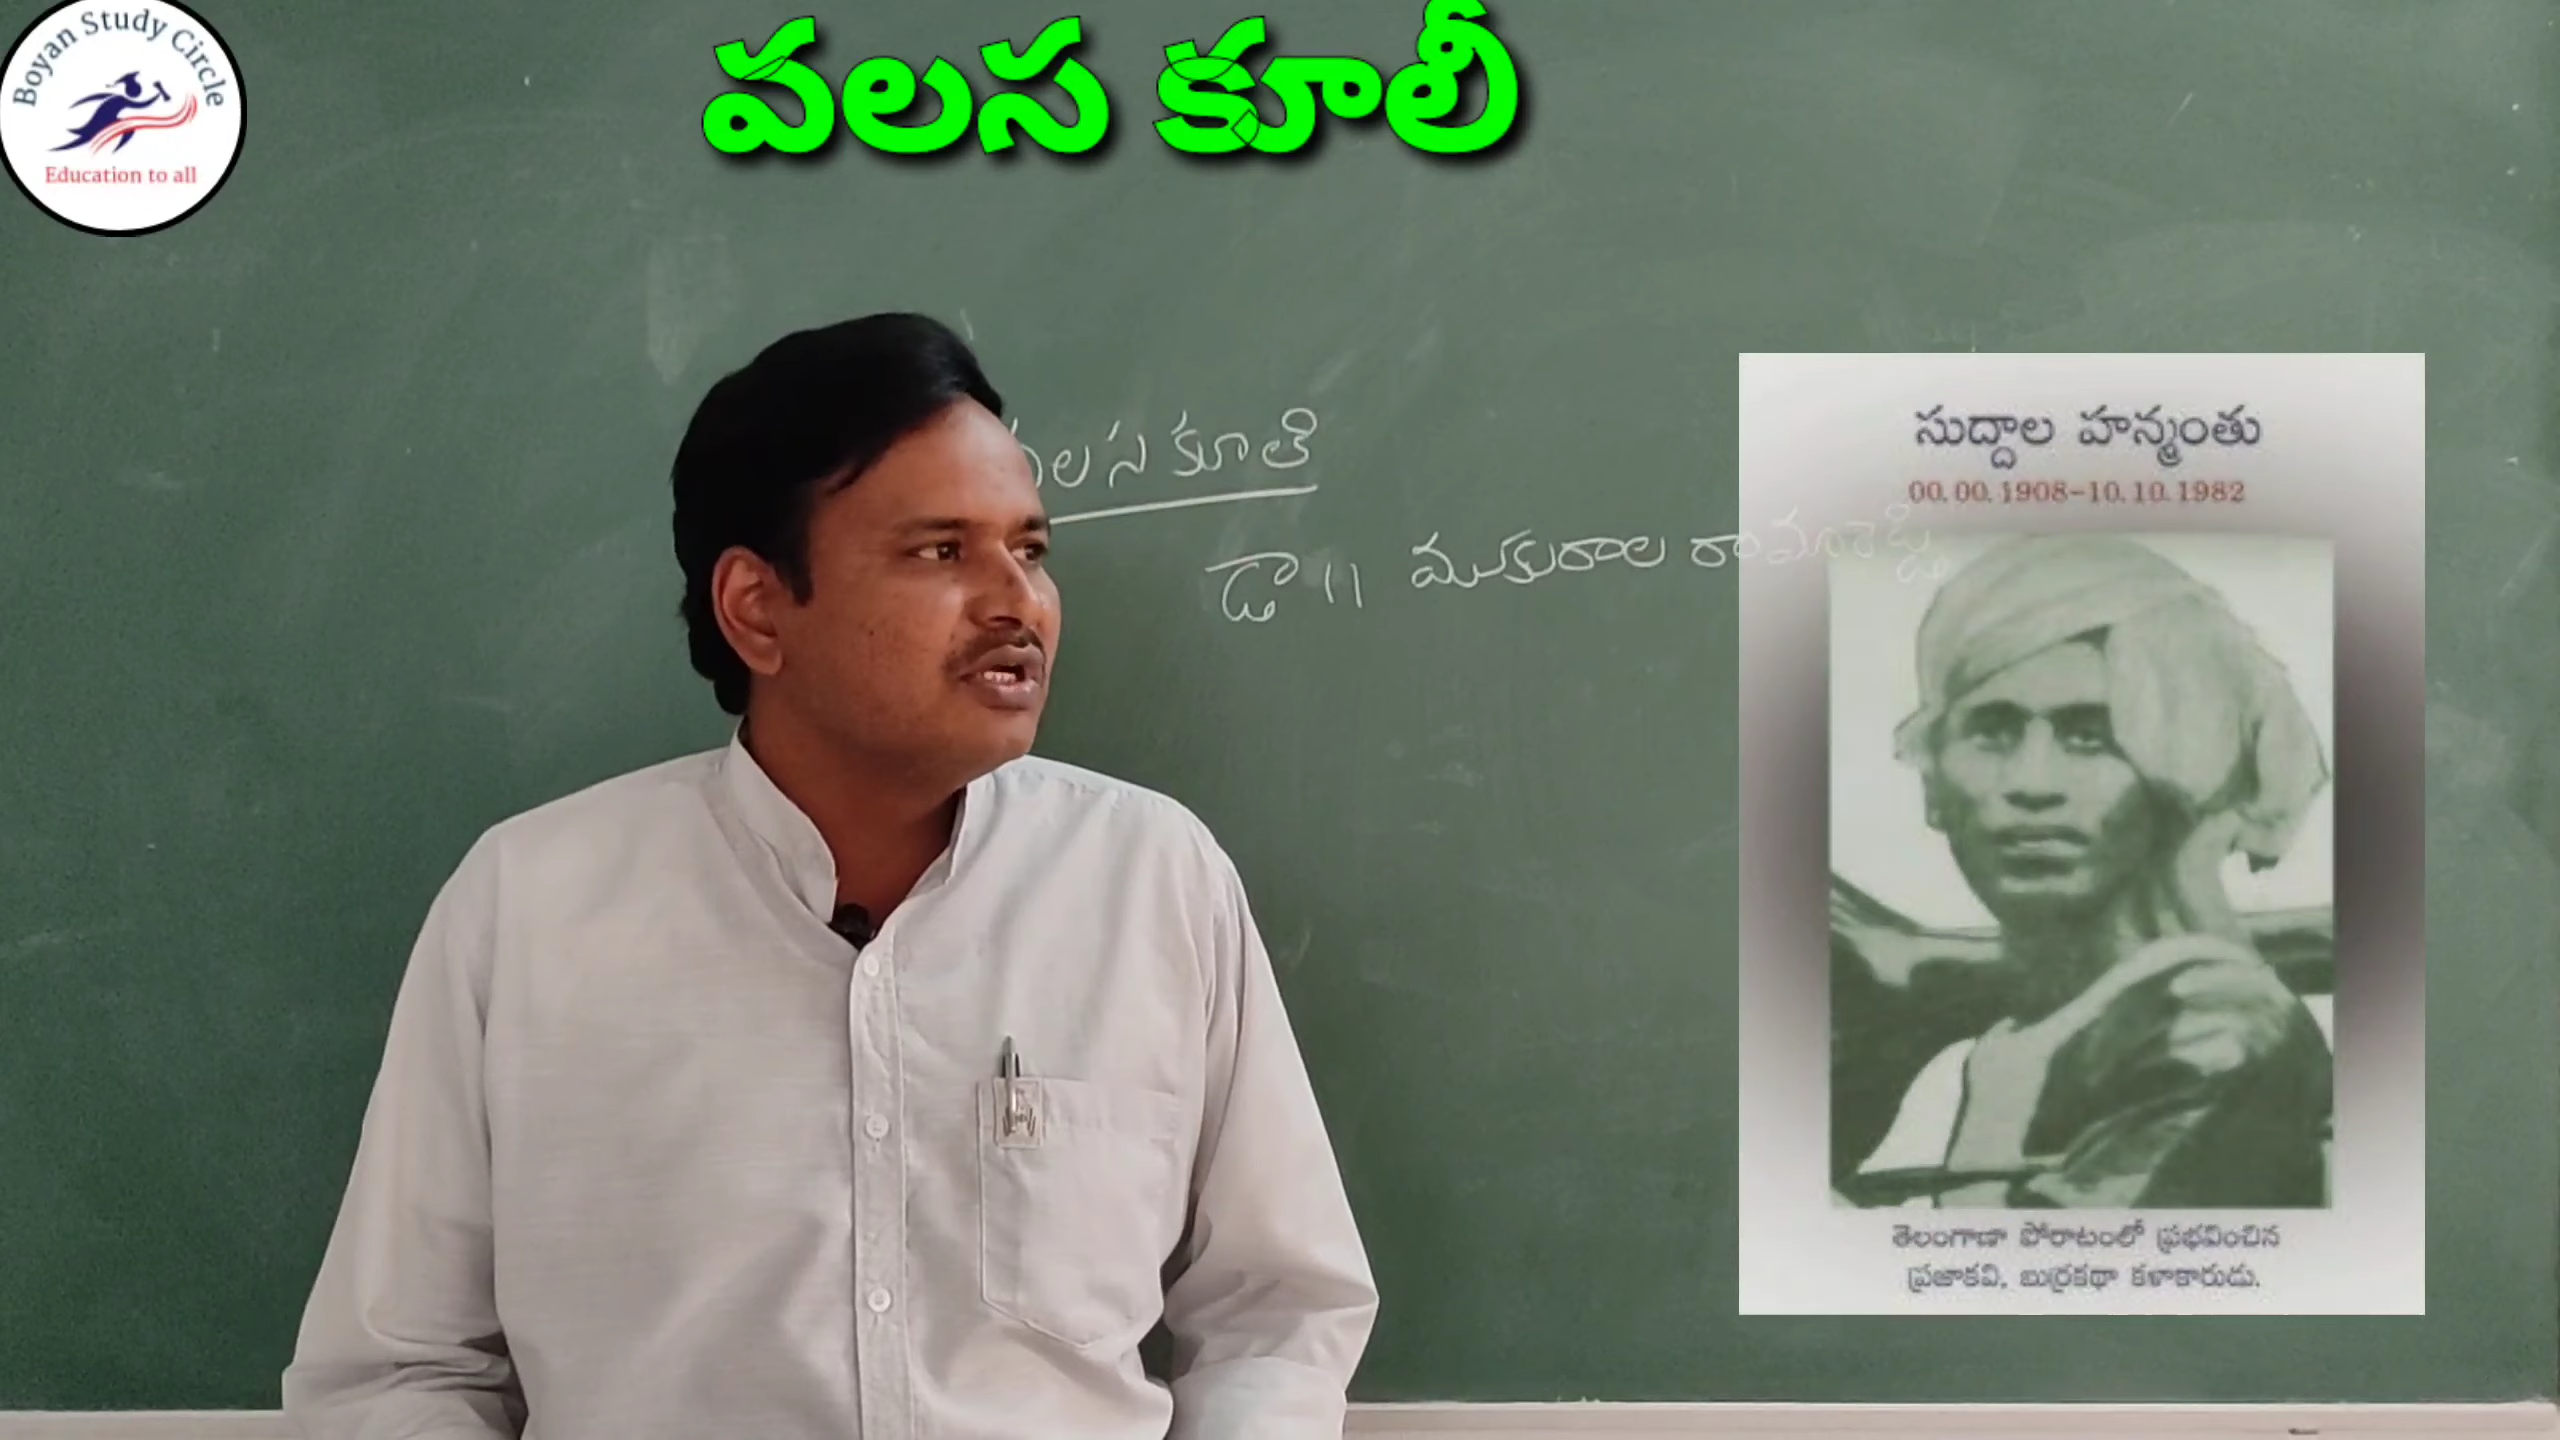 Boyan Study Circle
Education to all
వలస కూలీ
వలస కూలీ
డా॥ ముకురాల రామారెడ్డి
సుద్దాల హన్మంతు
00.00.1908-10.10.1982
తెలంగాణా పోరాటంలో ప్రభవించిన
ప్రజాకవి, బుర్రకథా కళాకారుడు.